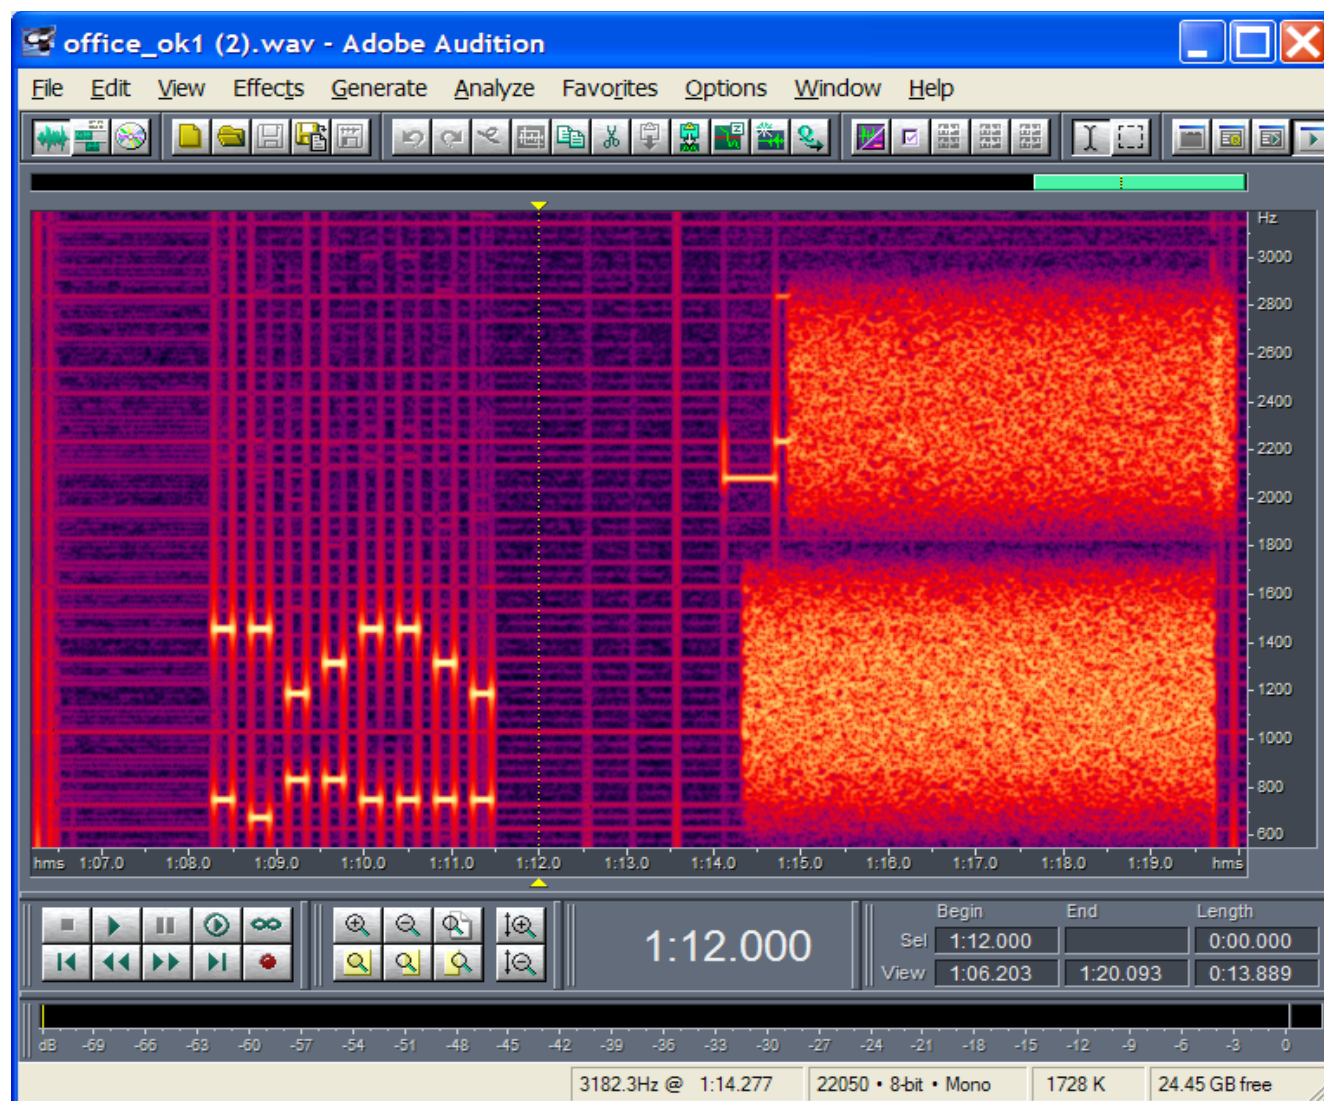 office_ok1 (2).wav - Adobe Audition
File Edit View Effects Generate Analyze Favorites Options Window Help
Hz
3000
2800
2600
2400
2200
2000
1800
1600
1400
1200
1000
800
600
hms 1:07.0 1:08.0 1:09.0 1:10.0 1:11.0 1:12.0 1:13.0 1:14.0 1:15.0 1:16.0 1:17.0 1:18.0 1:19.0 hms
Begin End Length
1:12.000
Sel 1:12.000 0:00.000
View 1:06.203 1:20.093 0:13.889
dB -69 -66 -63 -60 -57 -54 -51 -48 -45 -42 -39 -36 -33 -30 -27 -24 -21 -18 -15 -12 -9 -6 -3 0
3182.3Hz @ 1:14.277 22050 • 8-bit • Mono 1728 K 24.45 GB free